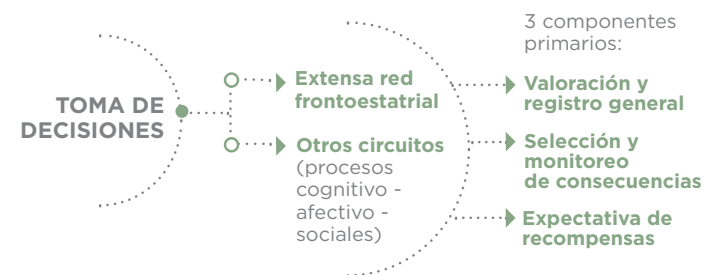 TOMA DE
DECISIONES
Extensa red
frontoestatrial
Otros circuitos
(procesos
cognitivo -
afectivo -
sociales)
3 componentes
primarios:
Valoración y
registro general
Selección y
monitoreo
de consecuencias
Expectativa de
recompensas